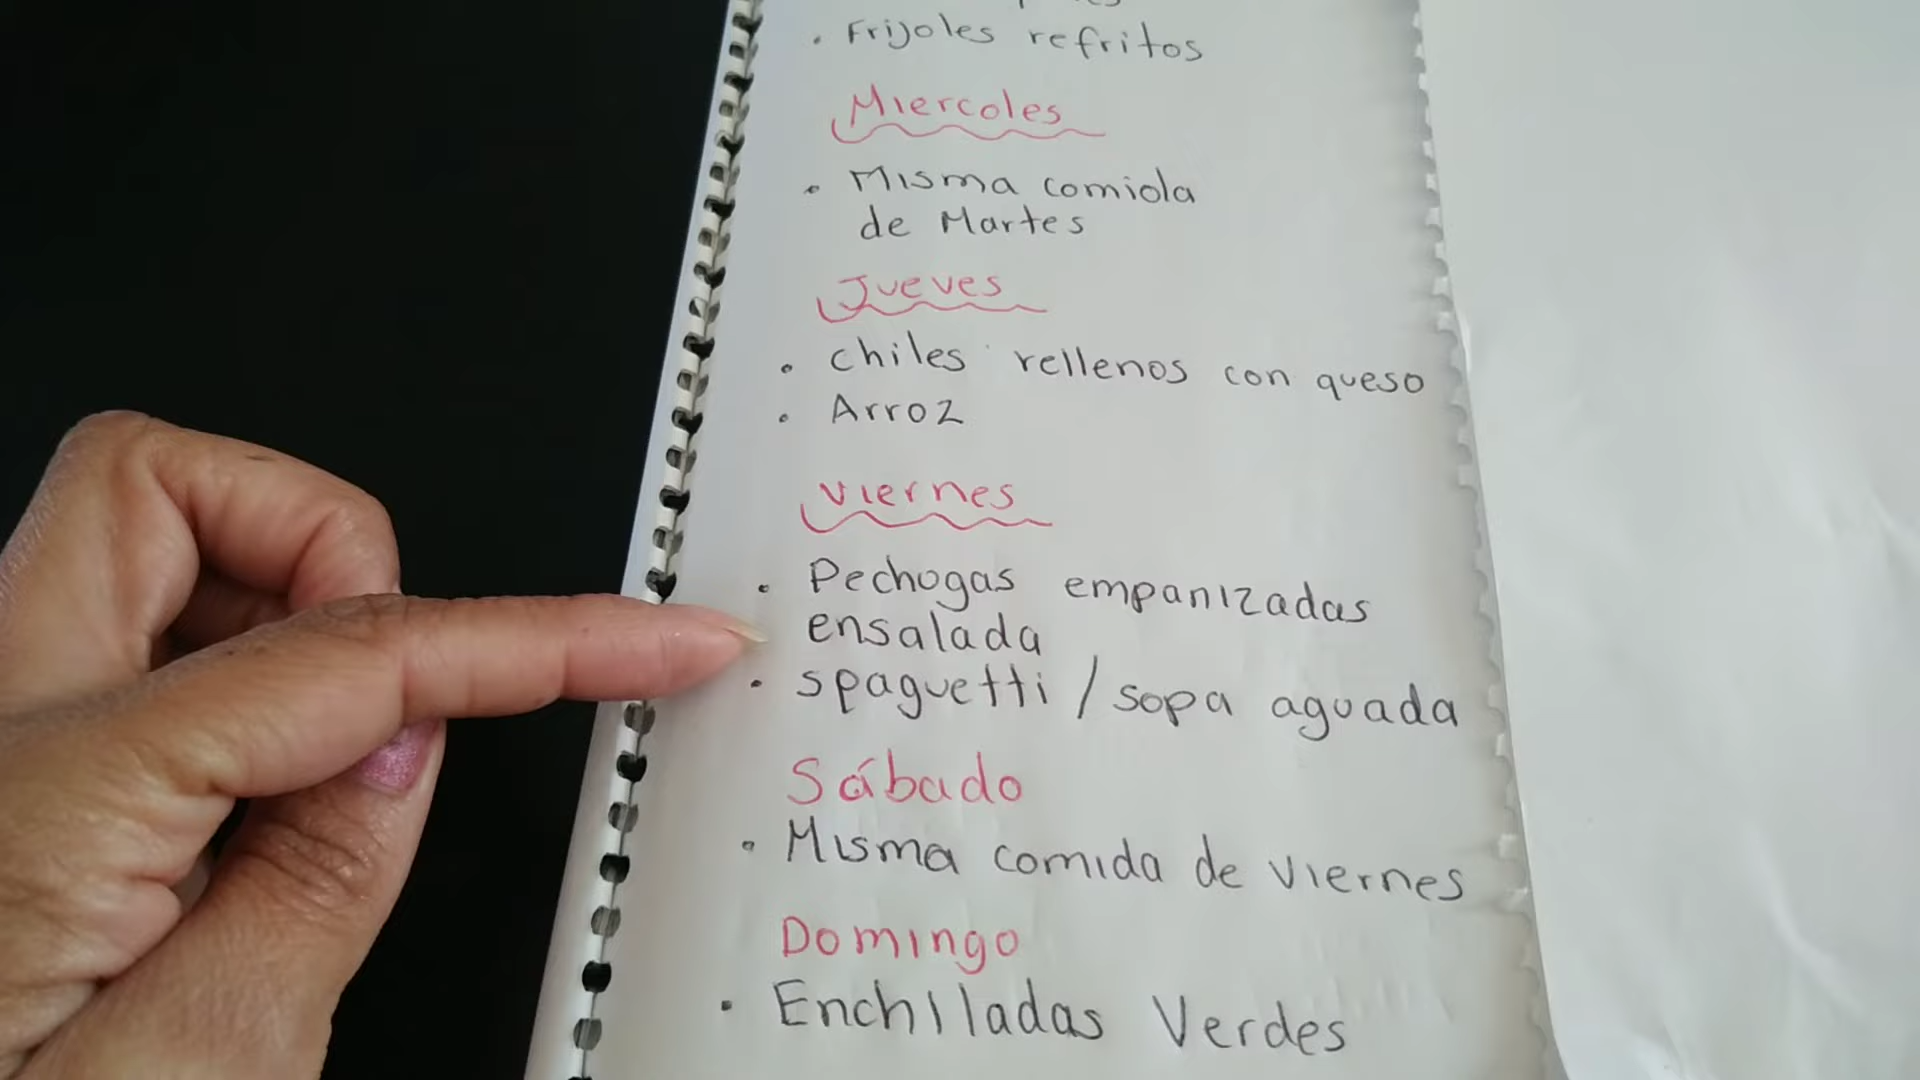 . Frijoles refritos
Miercoles
. Misma comida
de Martes
Jueves
. chiles rellenos con queso
. Arroz
viernes
. Pechogas empanizadas
ensalada
. spaguetti / sopa aguada
Sábado
. Misma comida de viernes
Domingo
. Enchiladas Verdes